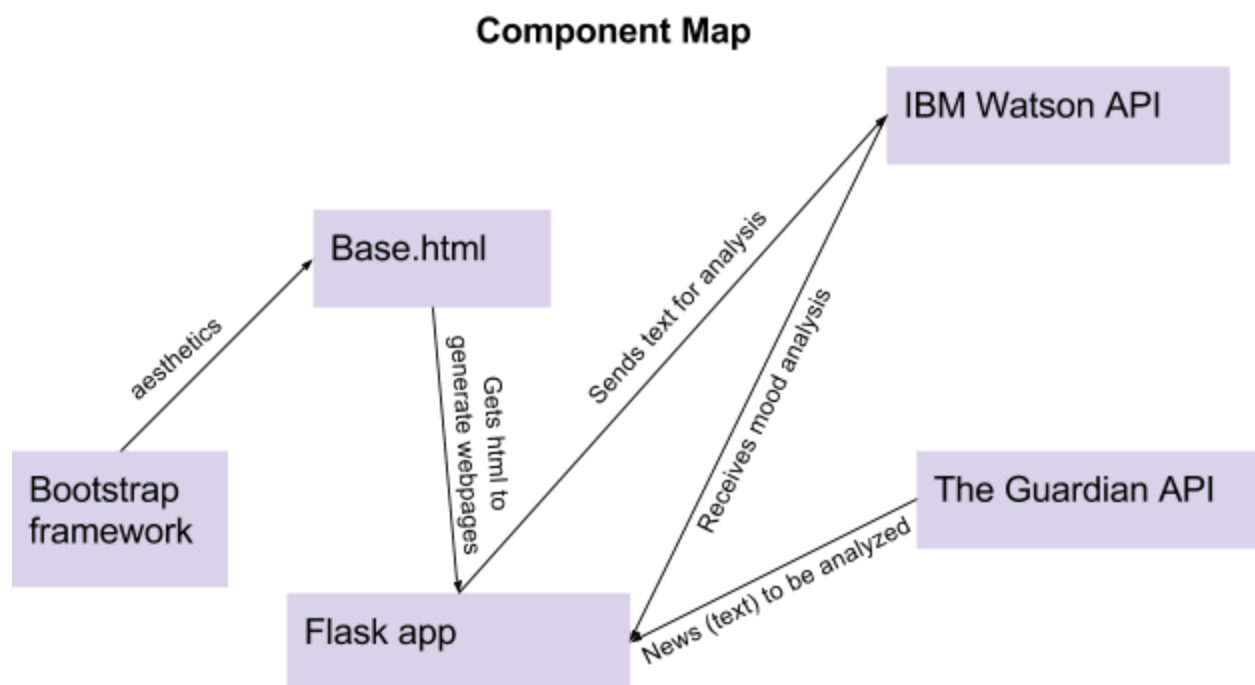 Component Map
IBM Watson API
Base.html
Sends text for analysis
aesthetics
Gets html to
generate webpages
Receives mood analysis
Bootstrap
framework
The Guardian API
News (text) to be analyzed
Flask app